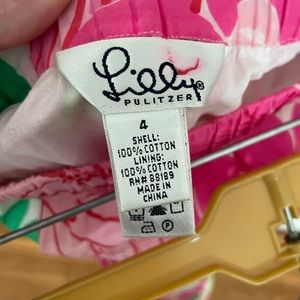 Lilly®
PULITZER
4
SHELL:
100% COTTON
LINING:
100% COTTON
RN# 88189
MADE IN
CHINA
P